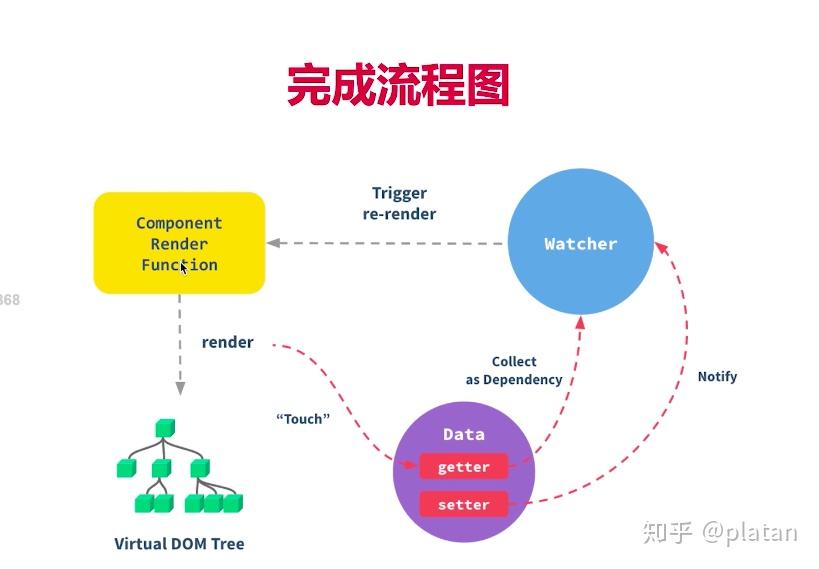 完成流程图
Trigger
re-render
Component
Render
Function
Watcher
868
render
Collect
as Dependency
Notify
“Touch”
Data
getter
setter
Virtual DOM Tree
知乎 @platan